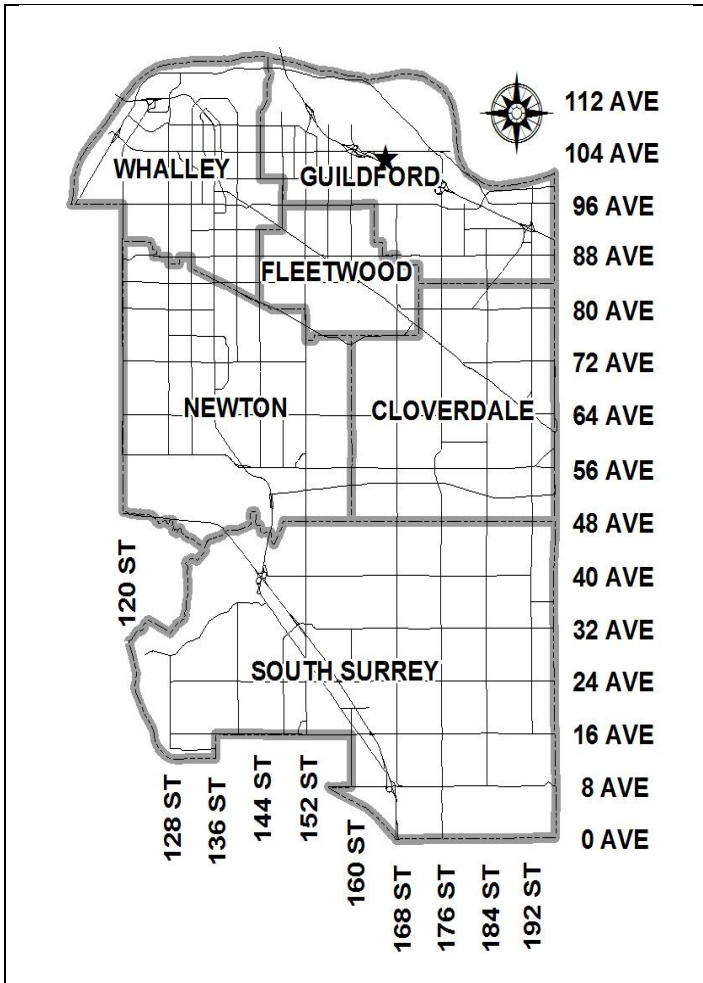 112 AVE
104 AVE
WHALLEY
GUILDFORD
96 AVE
88 AVE
FLEETWOOD
80 AVE
72 AVE
NEWTON
CLOVERDALE
64 AVE
56 AVE
48 AVE
120 ST
40 AVE
32 AVE
SOUTH SURREY
24 AVE
16 AVE
128 ST
136 ST
144 ST
152 ST
8 AVE
0 AVE
160 ST
168 ST
176 ST
184 ST
192 ST